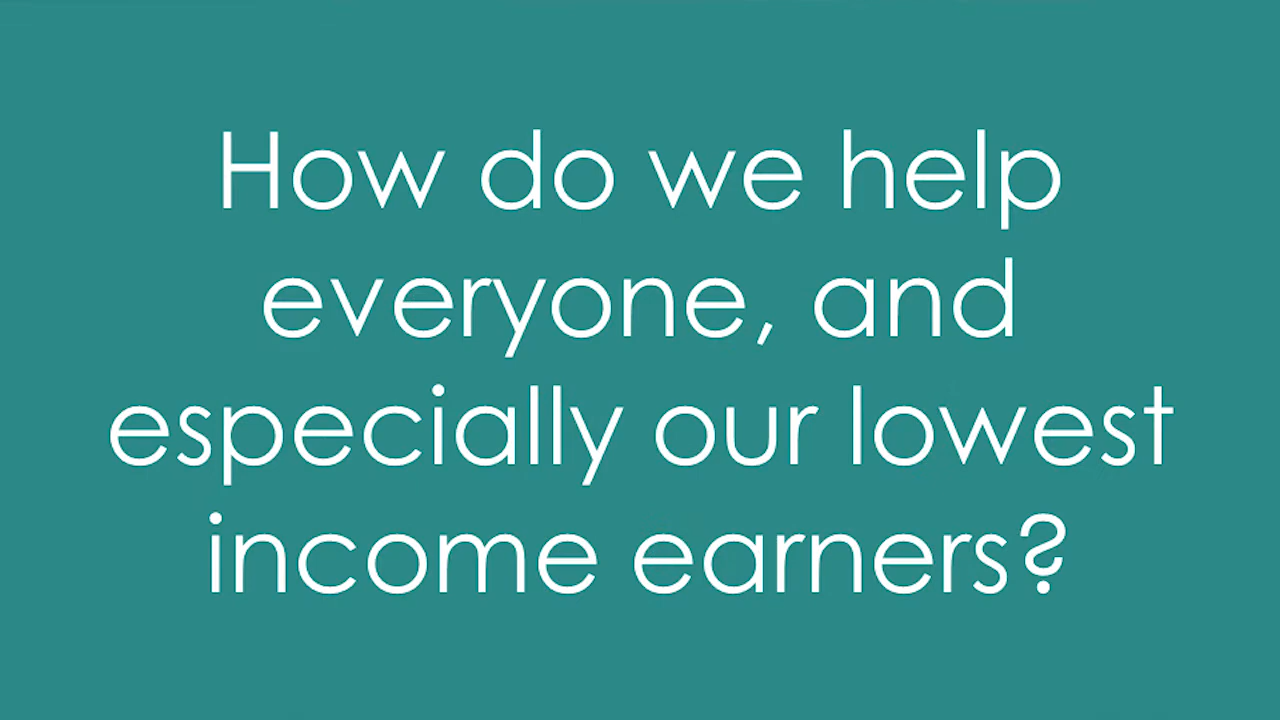 How do we help
everyone, and
especially our lowest
income earners?